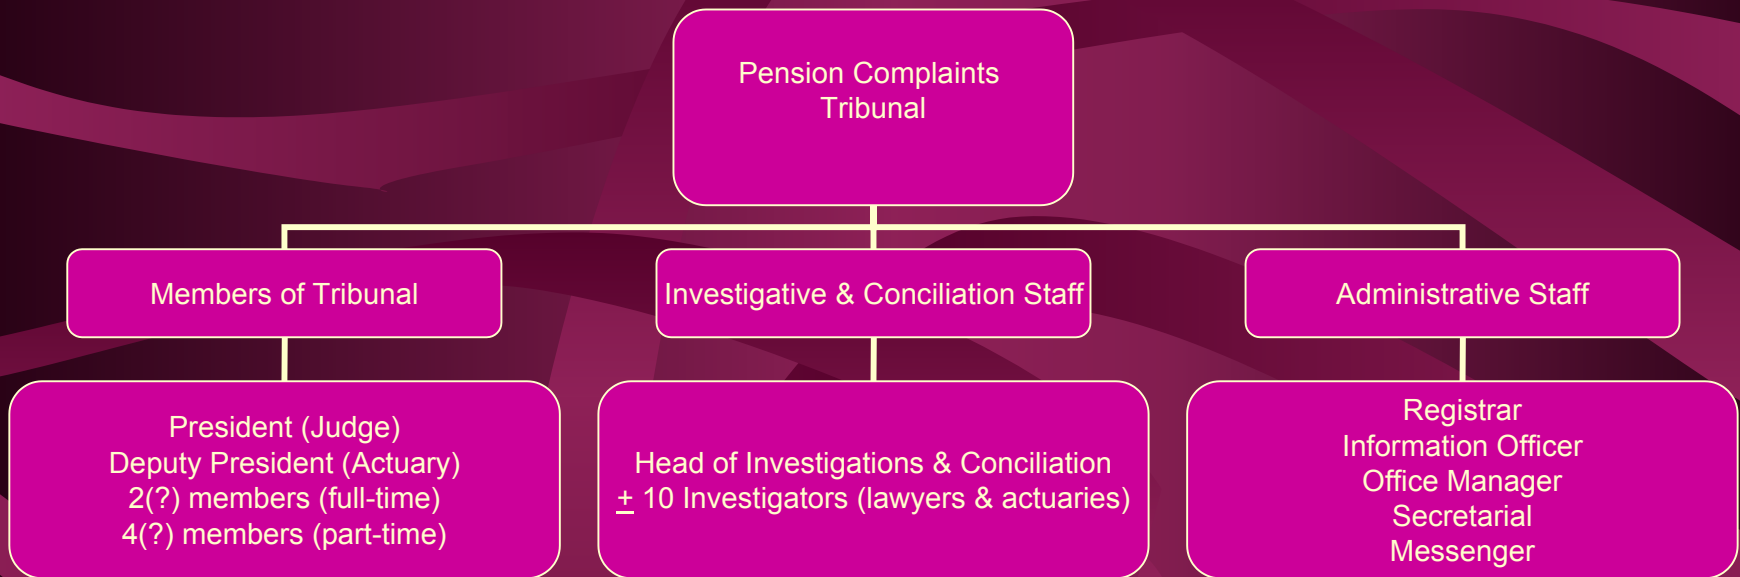 Pension Complaints
Tribunal
Members of Tribunal
Investigative & Conciliation Staff
Administrative Staff
President (Judge)
Deputy President (Actuary)
2(?) members (full-time)
4(?) members (part-time)
Head of Investigations & Conciliation
± 10 Investigators (lawyers & actuaries)
Registrar
Information Officer
Office Manager
Secretarial
Messenger